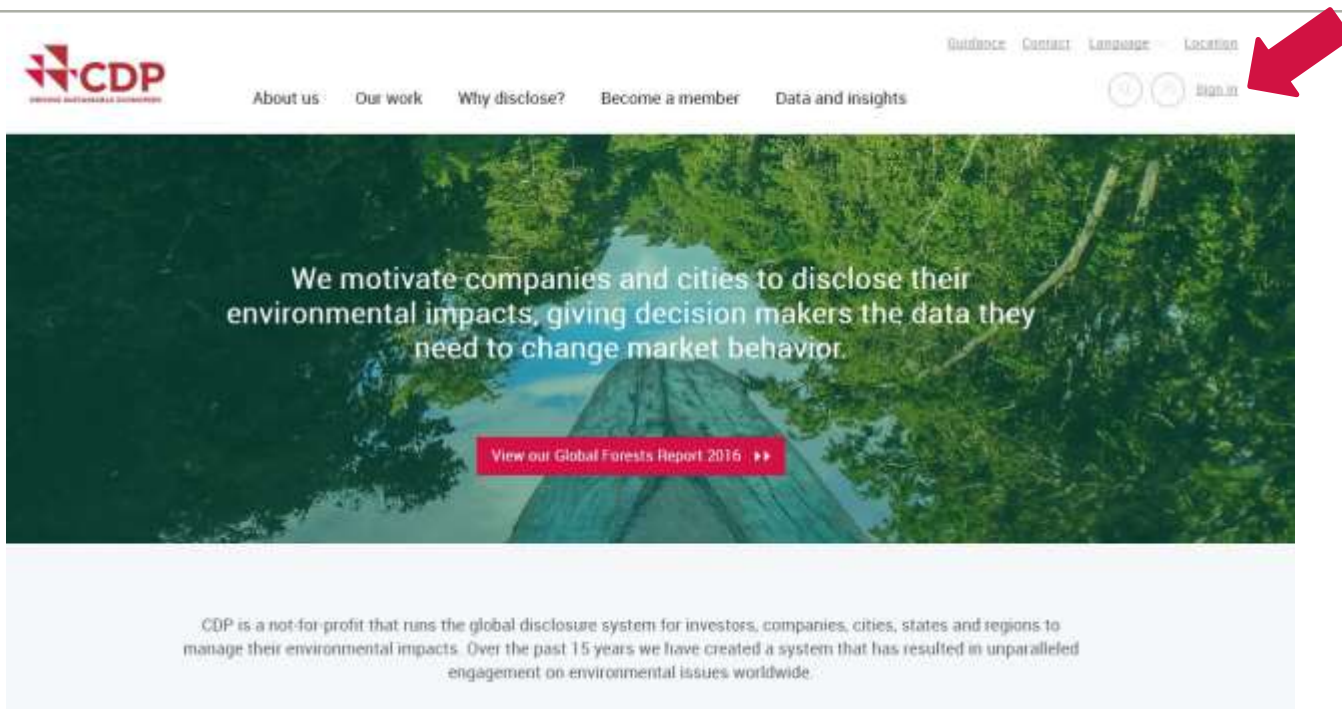 Guidance Contact Language Location
CDP
DRIVING SUSTAINABLE ECONOMIES
About us Our work Why disclose? Become a member Data and insights
Sign in
We motivate companies and cities to disclose their
environmental impacts, giving decision makers the data they
need to change market behavior.
View our Global Forests Report 2016
CDP is a not-for-profit that runs the global disclosure system for investors, companies, cities, states and regions to
manage their environmental impacts. Over the past 15 years we have created a system that has resulted in unparalleled
engagement on environmental issues worldwide.